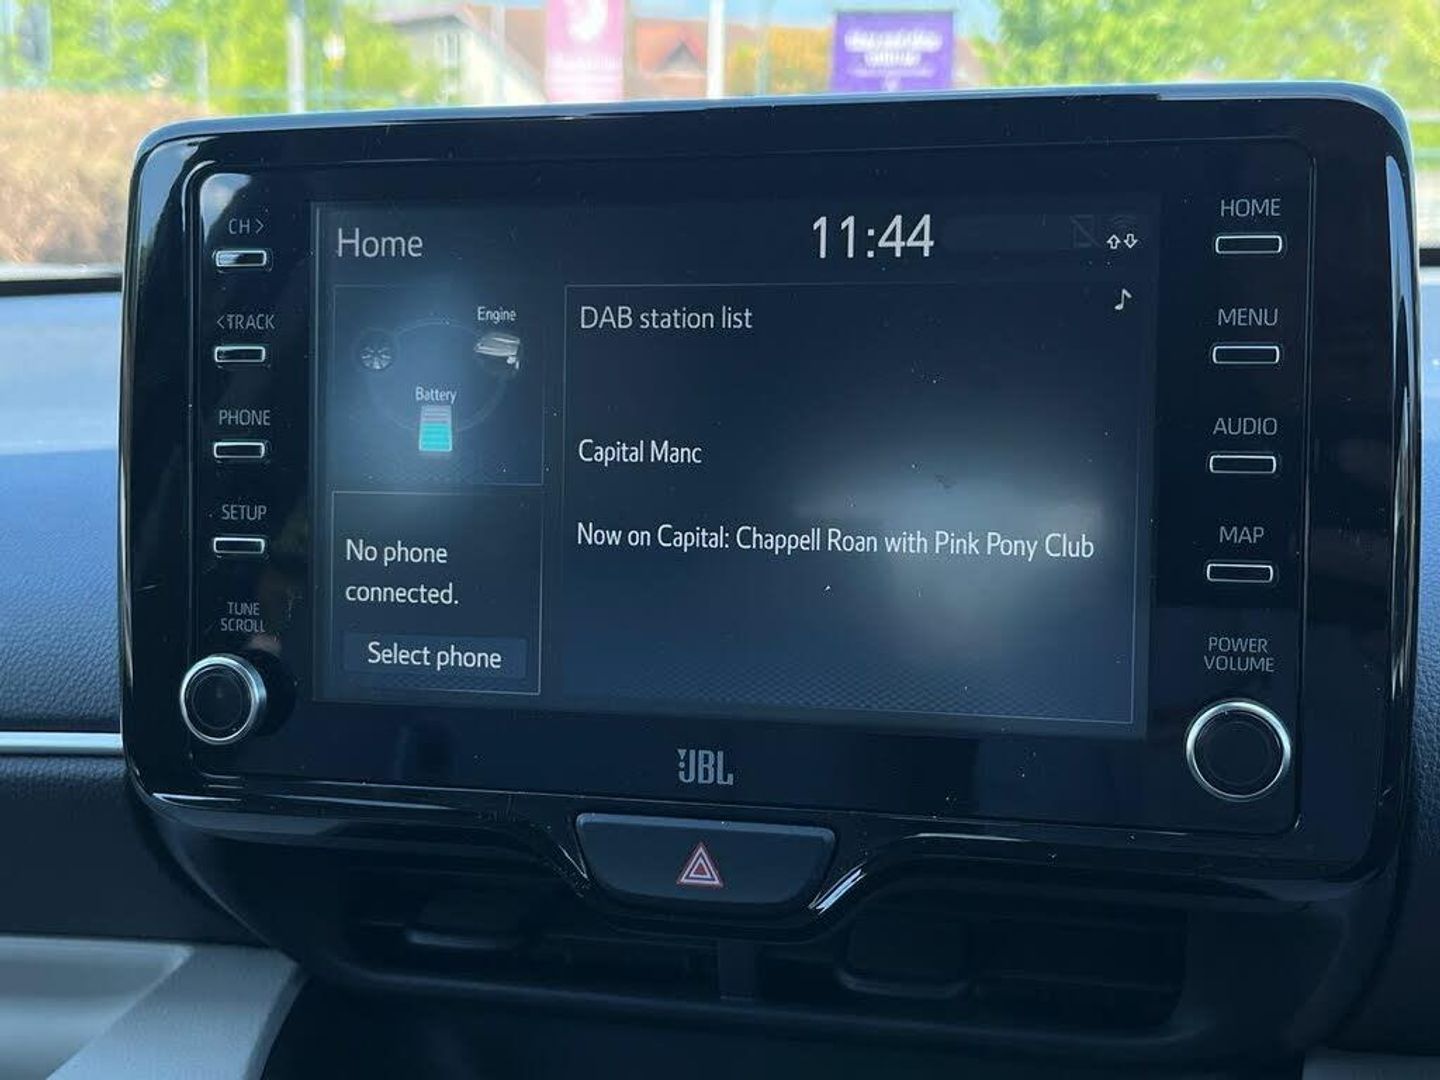 Home
11:44
Engine
Battery
No phone
connected.
Select phone
DAB station list
Capital Manc
Now on Capital: Chappell Roan with Pink Pony Club
CH >
<TRACK
PHONE
SETUP
TUNE
SCROLL
HOME
MENU
AUDIO
MAP
POWER
VOLUME
JBL